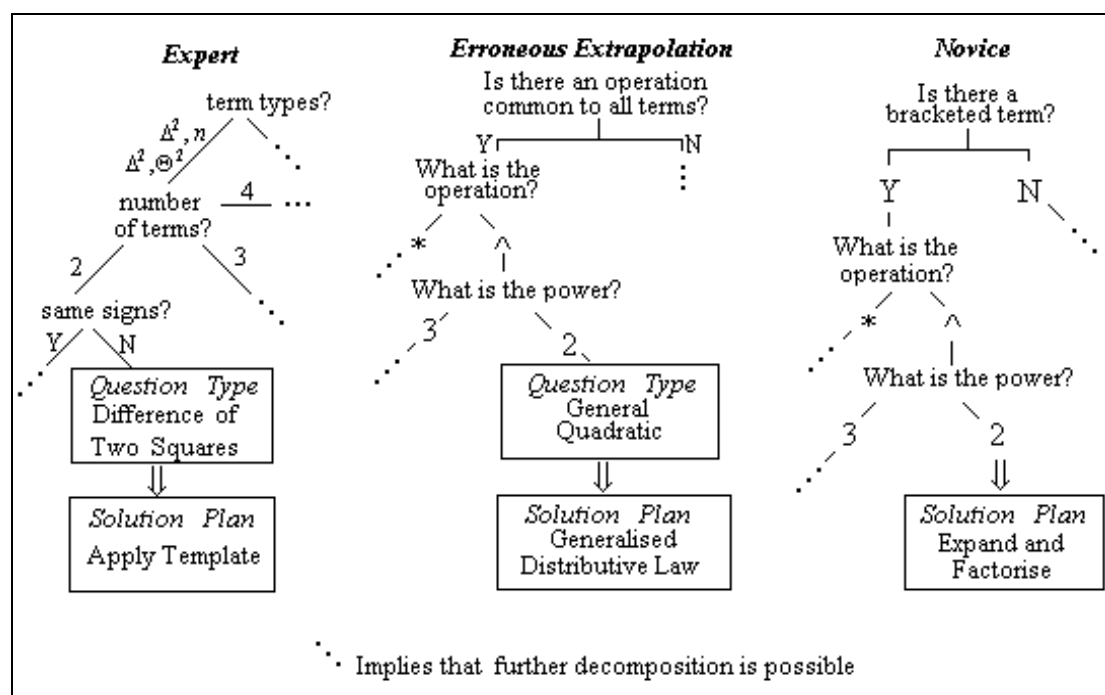 Expert
term types?
Δ², n
Δ², Θ²
number
of terms?
4
2
3
same signs?
Y
N
Question Type
Difference of
Two Squares
⇓
Solution Plan
Apply Template
Erroneous Extrapolation
Is there an operation
common to all terms?
Y
N
What is the
operation?
*
^
What is the power?
3
2
Question Type
General
Quadratic
⇓
Solution Plan
Generalised
Distributive Law
Novice
Is there a
bracketed term?
Y
N
What is the
operation?
*
^
What is the power?
3
2
⇓
Solution Plan
Expand and
Factorise
Implies that further decomposition is possible